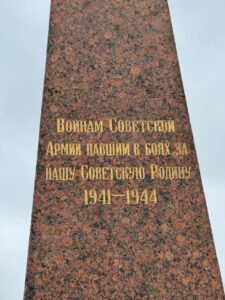 Воинам Советской
Армии павшим в боях за
нашу Советскую Родину
1941–1944